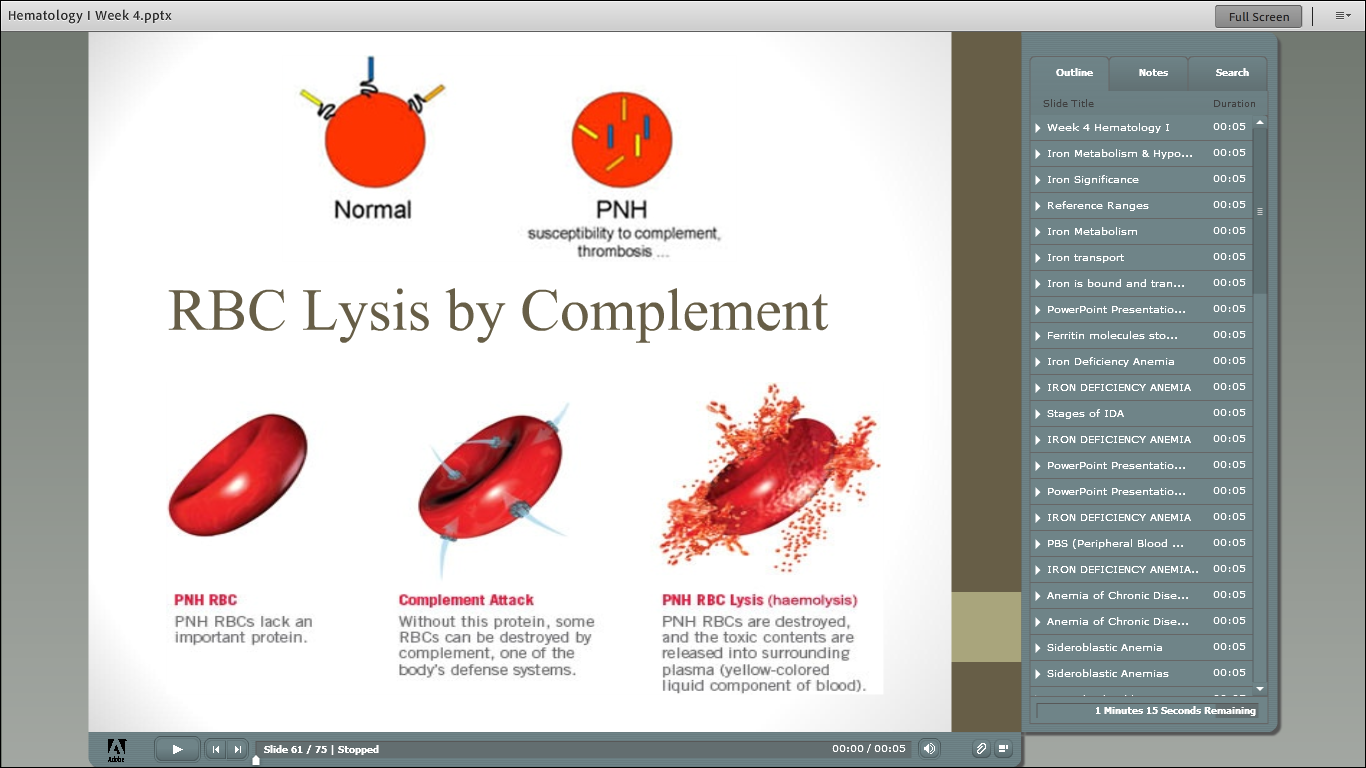 Hematology I Week 4.pptx
Full Screen
Normal
PNH
susceptibility to complement,
thrombosis ...
RBC Lysis by Complement
PNH RBC
PNH RBCs lack an
important protein.
Complement Attack
Without this protein, some
RBCs can be destroyed by
complement, one of the
body's defense systems.
PNH RBC Lysis (haemolysis)
PNH RBCs are destroyed,
and the toxic contents are
released into surrounding
plasma (yellow-colored
liquid component of blood).
Outline Notes Search
Slide Title Duration
Week 4 Hematology I 00:05
Iron Metabolism & Hypo... 00:05
Iron Significance 00:05
Reference Ranges 00:05
Iron Metabolism 00:05
Iron transport 00:05
Iron is bound and tran... 00:05
PowerPoint Presentatio... 00:05
Ferritin molecules sto... 00:05
Iron Deficiency Anemia 00:05
IRON DEFICIENCY ANEMIA 00:05
Stages of IDA 00:05
IRON DEFICIENCY ANEMIA 00:05
PowerPoint Presentatio... 00:05
PowerPoint Presentatio... 00:05
IRON DEFICIENCY ANEMIA 00:05
PBS (Peripheral Blood ... 00:05
IRON DEFICIENCY ANEMIA.. 00:05
Anemia of Chronic Dise... 00:05
Anemia of Chronic Dise... 00:05
Sideroblastic Anemia 00:05
Sideroblastic Anemias 00:05
1 Minutes 15 Seconds Remaining
Adobe
Slide 61 / 75 | Stopped
00:00 / 00:05